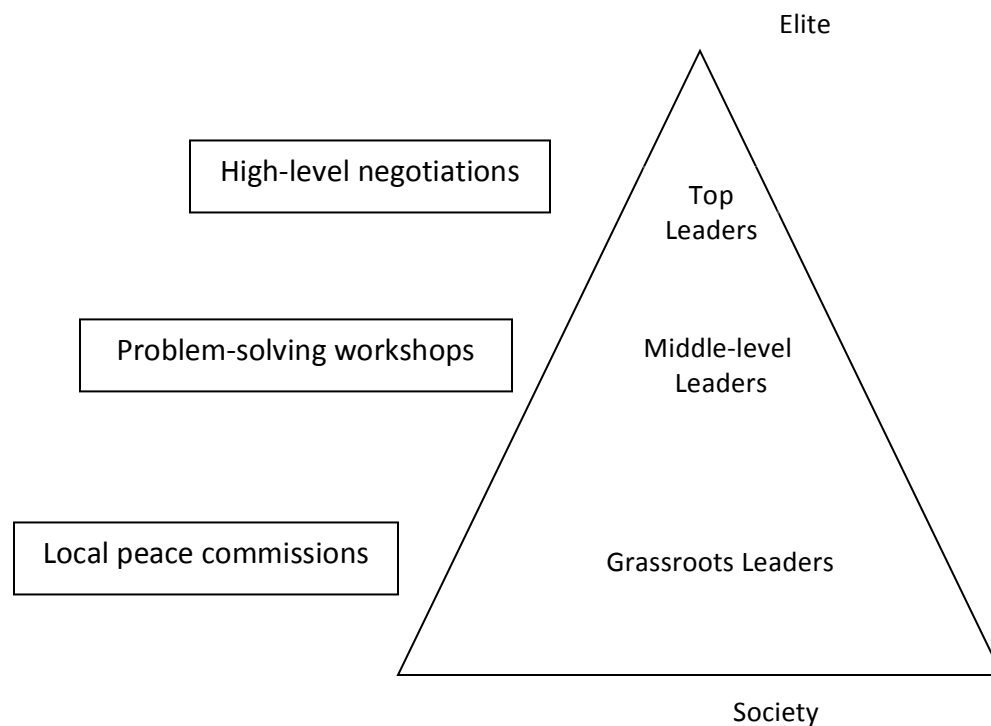 Elite
High-level negotiations
Top
Leaders
Problem-solving workshops
Middle-level
Leaders
Local peace commissions
Grassroots Leaders
Society